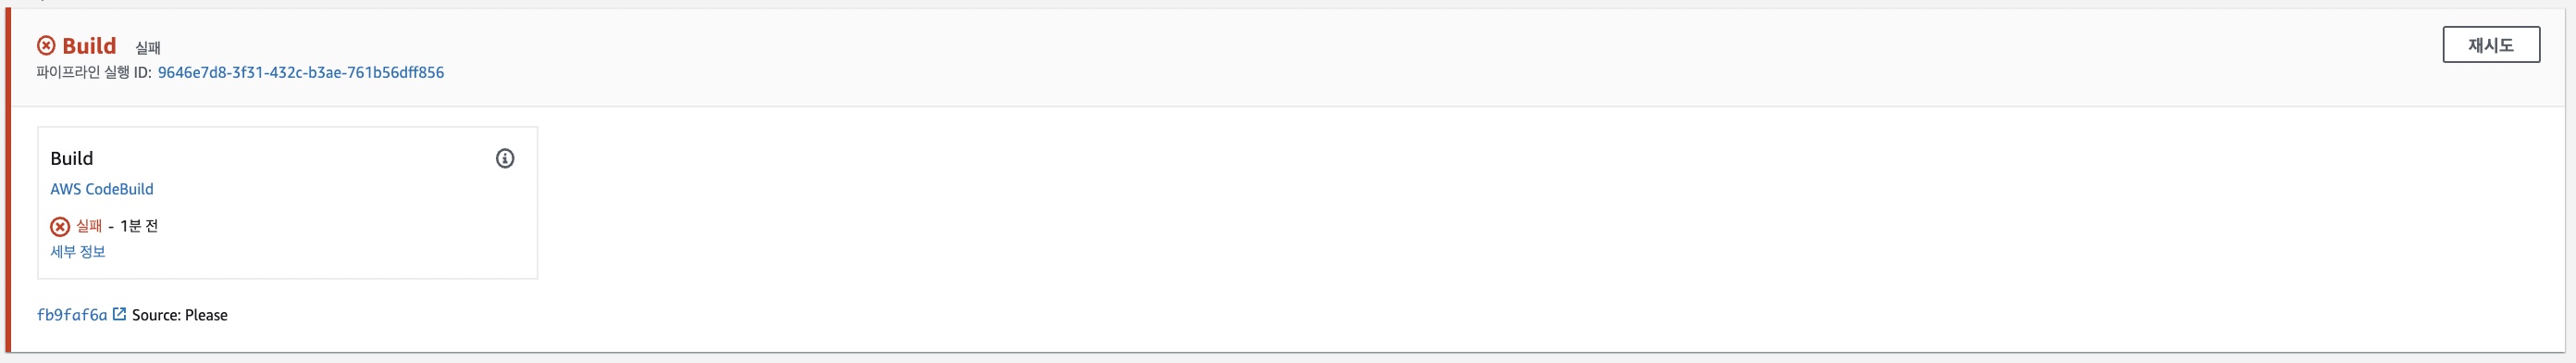 Build 실패
재시도
파이프라인 실행 ID: 9646e7d8-3f31-432c-b3ae-761b56dff856
Build
AWS CodeBuild
실패 - 1분 전
세부 정보
fb9faf6a Source: Please